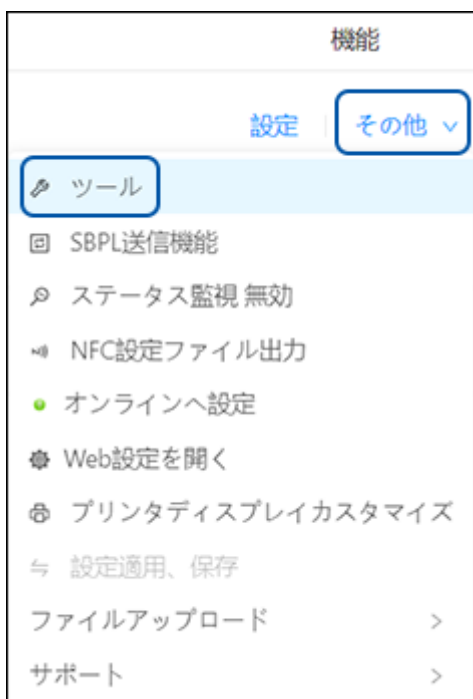 機能
設定 その他
ツール
SBPL送信機能
ステータス監視 無効
NFC設定ファイル出力
オンラインへ設定
Web設定を開く
プリンタディスプレイカスタマイズ
設定適用、保存
ファイルアップロード
サポート